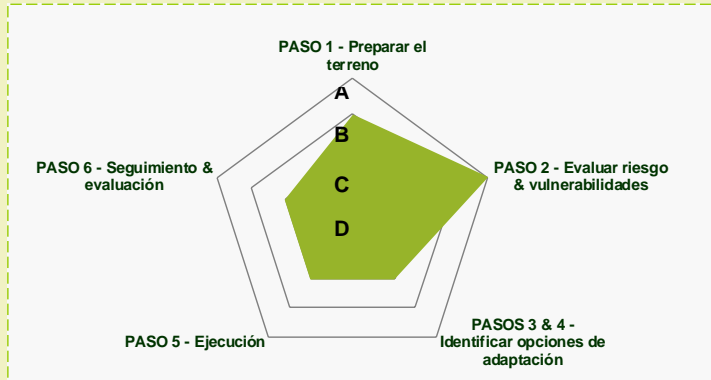 PASO 1 - Preparar el
terreno
A
B
PASO 6 - Seguimiento &
evaluación
PASO 2 - Evaluar riesgo
& vulnerabilidades
C
D
PASO 5 - Ejecución
PASOS 3 & 4 -
Identificar opciones de
adaptación